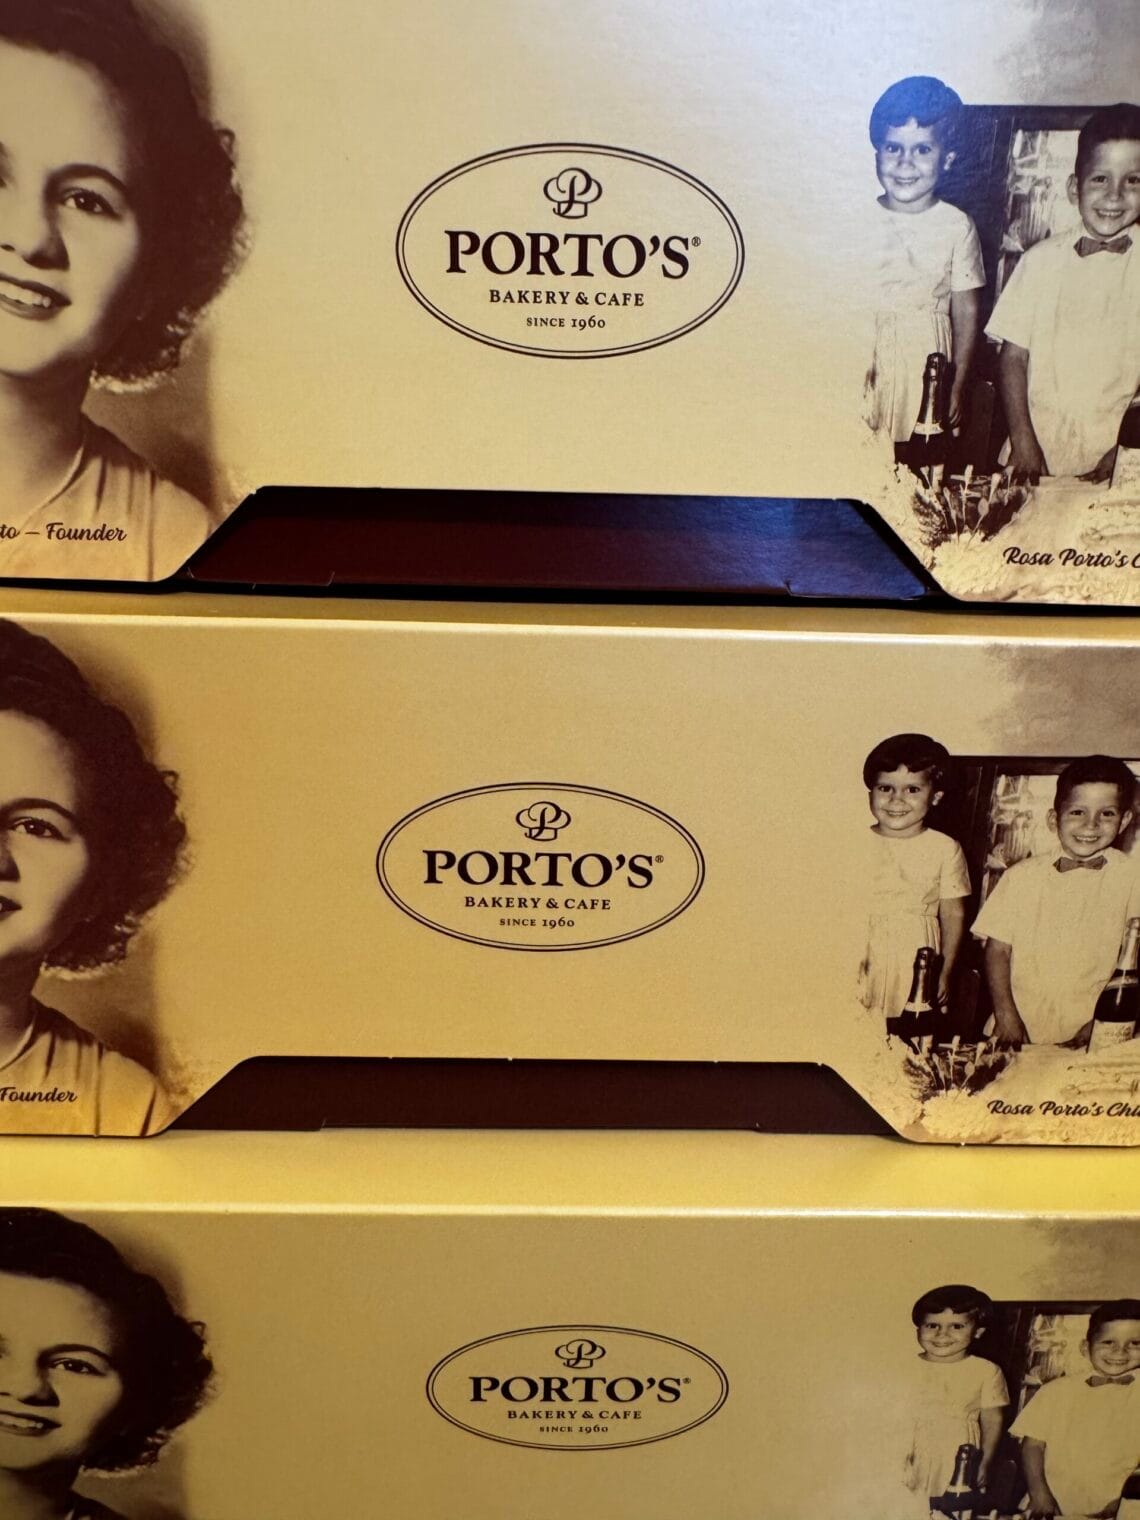 PORTO'S®
BAKERY & CAFE
SINCE 1960
to – Founder
Rosa Porto's C
PORTO'S®
BAKERY & CAFE
SINCE 1960
Founder
Rosa Porto's Chi
PORTO'S®
BAKERY & CAFE
SINCE 1960